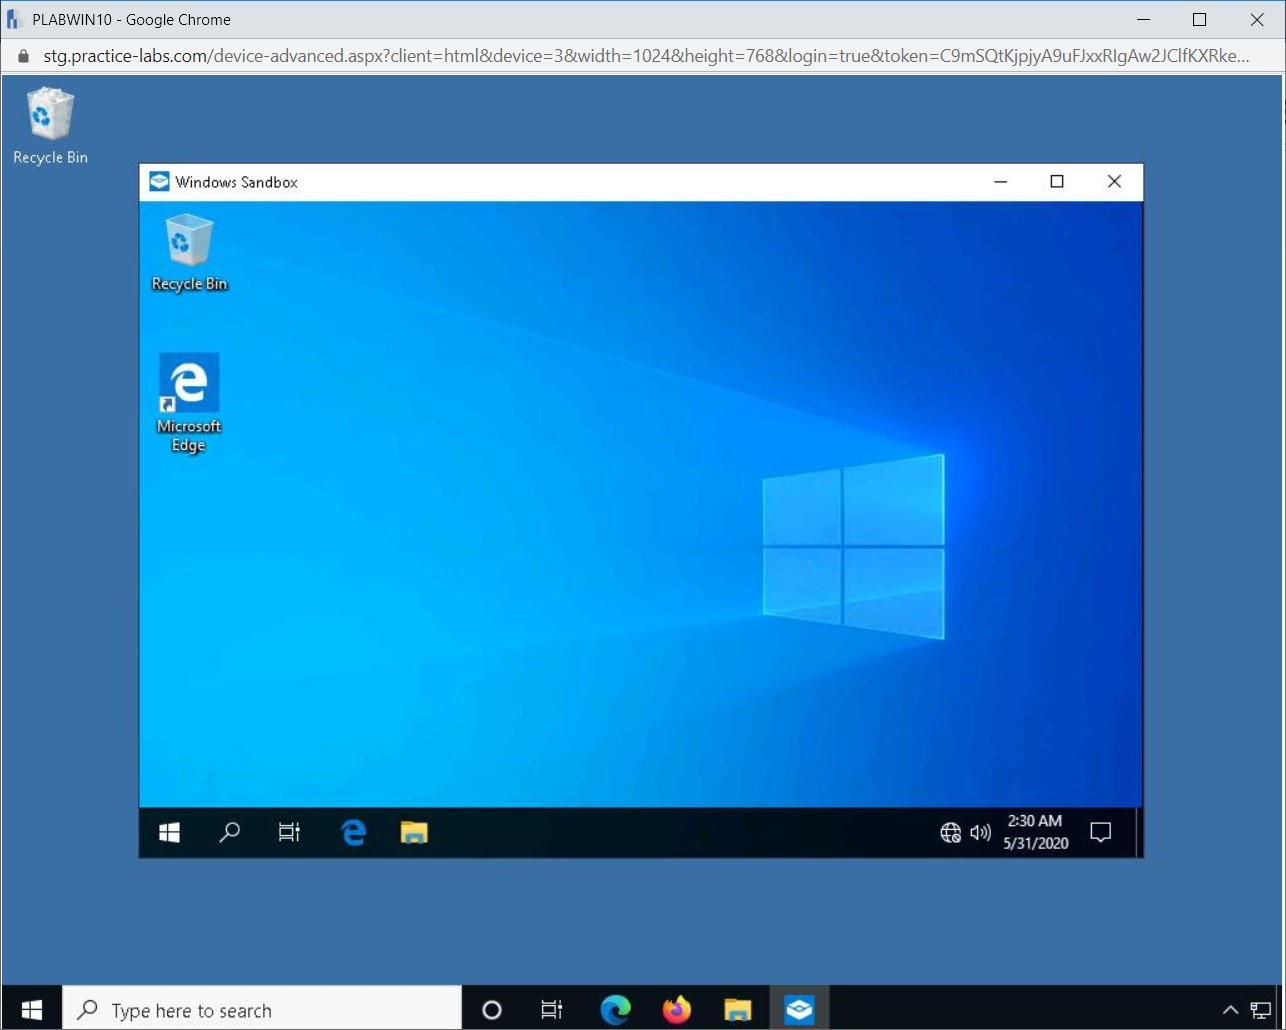 PLABWIN10 - Google Chrome
stg.practice-labs.com/device-advanced.aspx?client=html&device=3&width=1024&height=768&login=true&token=C9mSQtKjpjyA9uFJxxRIgAw2JClfKXRke...
Recycle Bin
Windows Sandbox
Recycle Bin
Microsoft
Edge
2:30 AM
5/31/2020
Type here to search